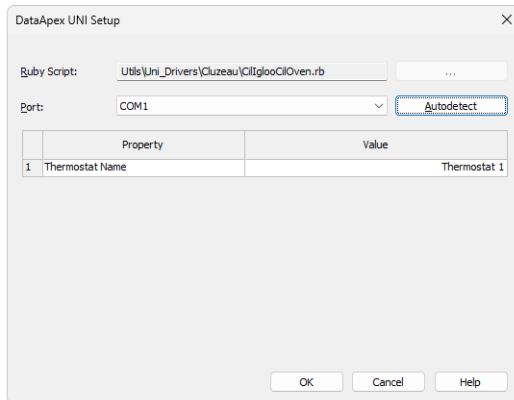 DataApex UNI Setup
Ruby Script: Utils\Uni_Drivers\Cluzeau\CilIglooCilOven.rb ...
Port: COM1 Autodetect
Property Value
1 Thermostat Name Thermostat 1
OK Cancel Help